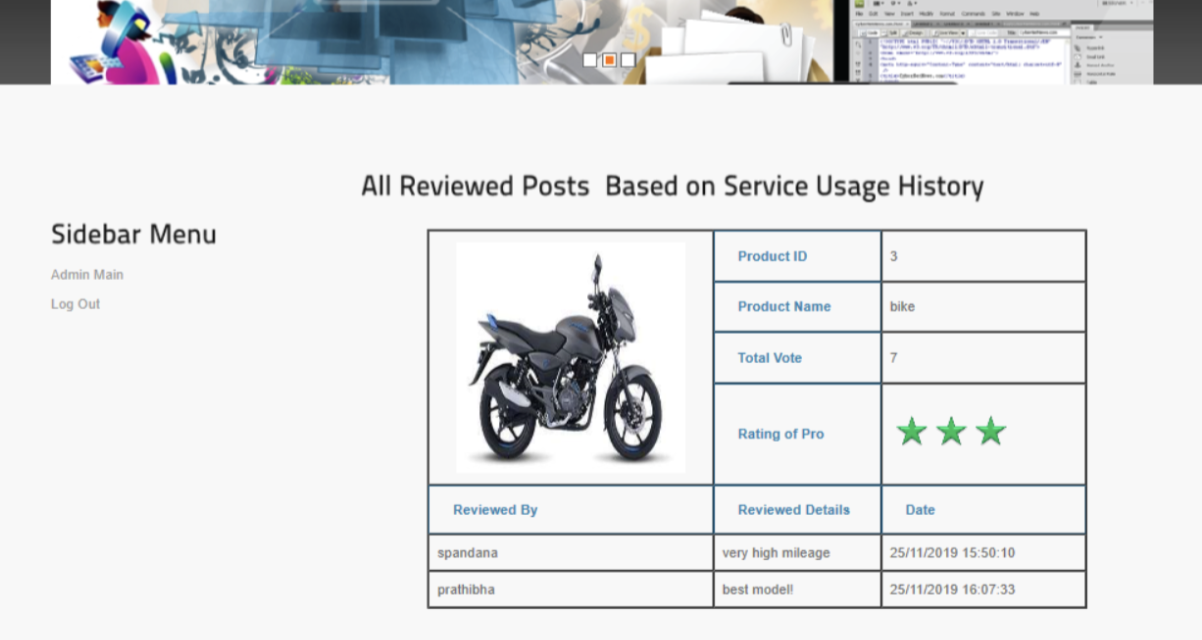 All Reviewed Posts Based on Service Usage History
Sidebar Menu
Admin Main
Log Out
Product ID 3
Product Name bike
Total Vote 7
Rating of Pro
Reviewed By Reviewed Details Date
spandana very high mileage 25/11/2019 15:50:10
prathibha best model! 25/11/2019 16:07:33